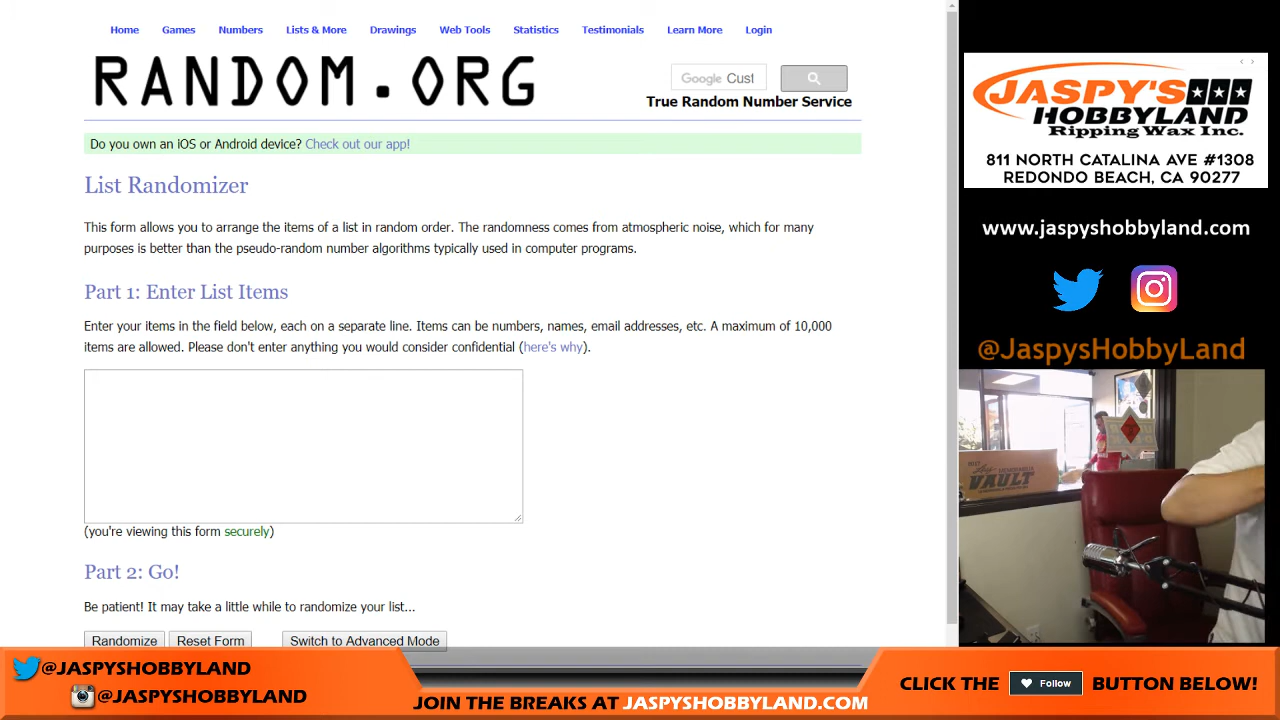 Home Games Numbers Lists & More Drawings Web Tools Statistics Testimonials Learn More Login
RANDOM.ORG
Google Cust
True Random Number Service
Do you own an iOS or Android device? Check out our app!
List Randomizer
This form allows you to arrange the items of a list in random order. The randomness comes from atmospheric noise, which for many
purposes is better than the pseudo-random number algorithms typically used in computer programs.
Part 1: Enter List Items
Enter your items in the field below, each on a separate line. Items can be numbers, names, email addresses, etc. A maximum of 10,000
items are allowed. Please don't enter anything you would consider confidential (here's why).
(you're viewing this form securely)
Part 2: Go!
Be patient! It may take a little while to randomize your list...
Randomize Reset Form Switch to Advanced Mode
JASPY'S
HOBBYLAND
Ripping Wax Inc.
811 NORTH CATALINA AVE #1308
REDONDO BEACH, CA 90277
www.jaspyshobbyland.com
@JaspysHobbyLand
VAULT
@JASPYSHOBBYLAND
@JASPYSHOBBYLAND
JOIN THE BREAKS AT JASPYSHOBBYLAND.COM
CLICK THE Follow BUTTON BELOW!